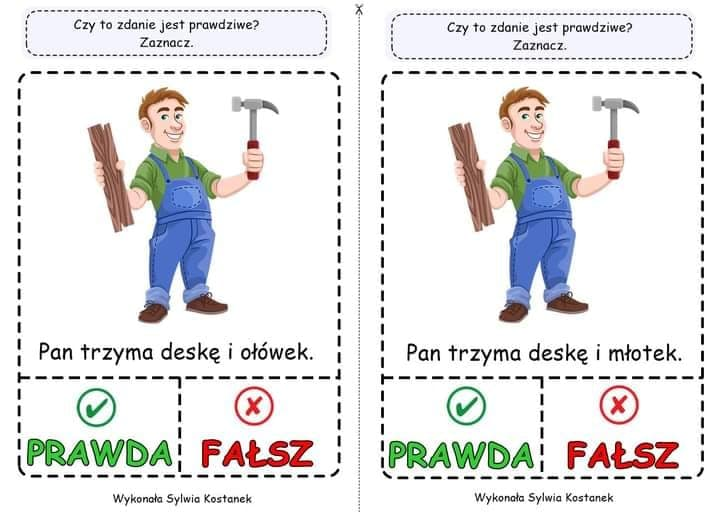 Czy to zdanie jest prawdziwe?
Zaznacz.
Pan trzyma deskę i ołówek.
PRAWDA
FAŁSZ
Wykonała Sylwia Kostanek
Czy to zdanie jest prawdziwe?
Zaznacz.
Pan trzyma deskę i młotek.
PRAWDA
FAŁSZ
Wykonała Sylwia Kostanek